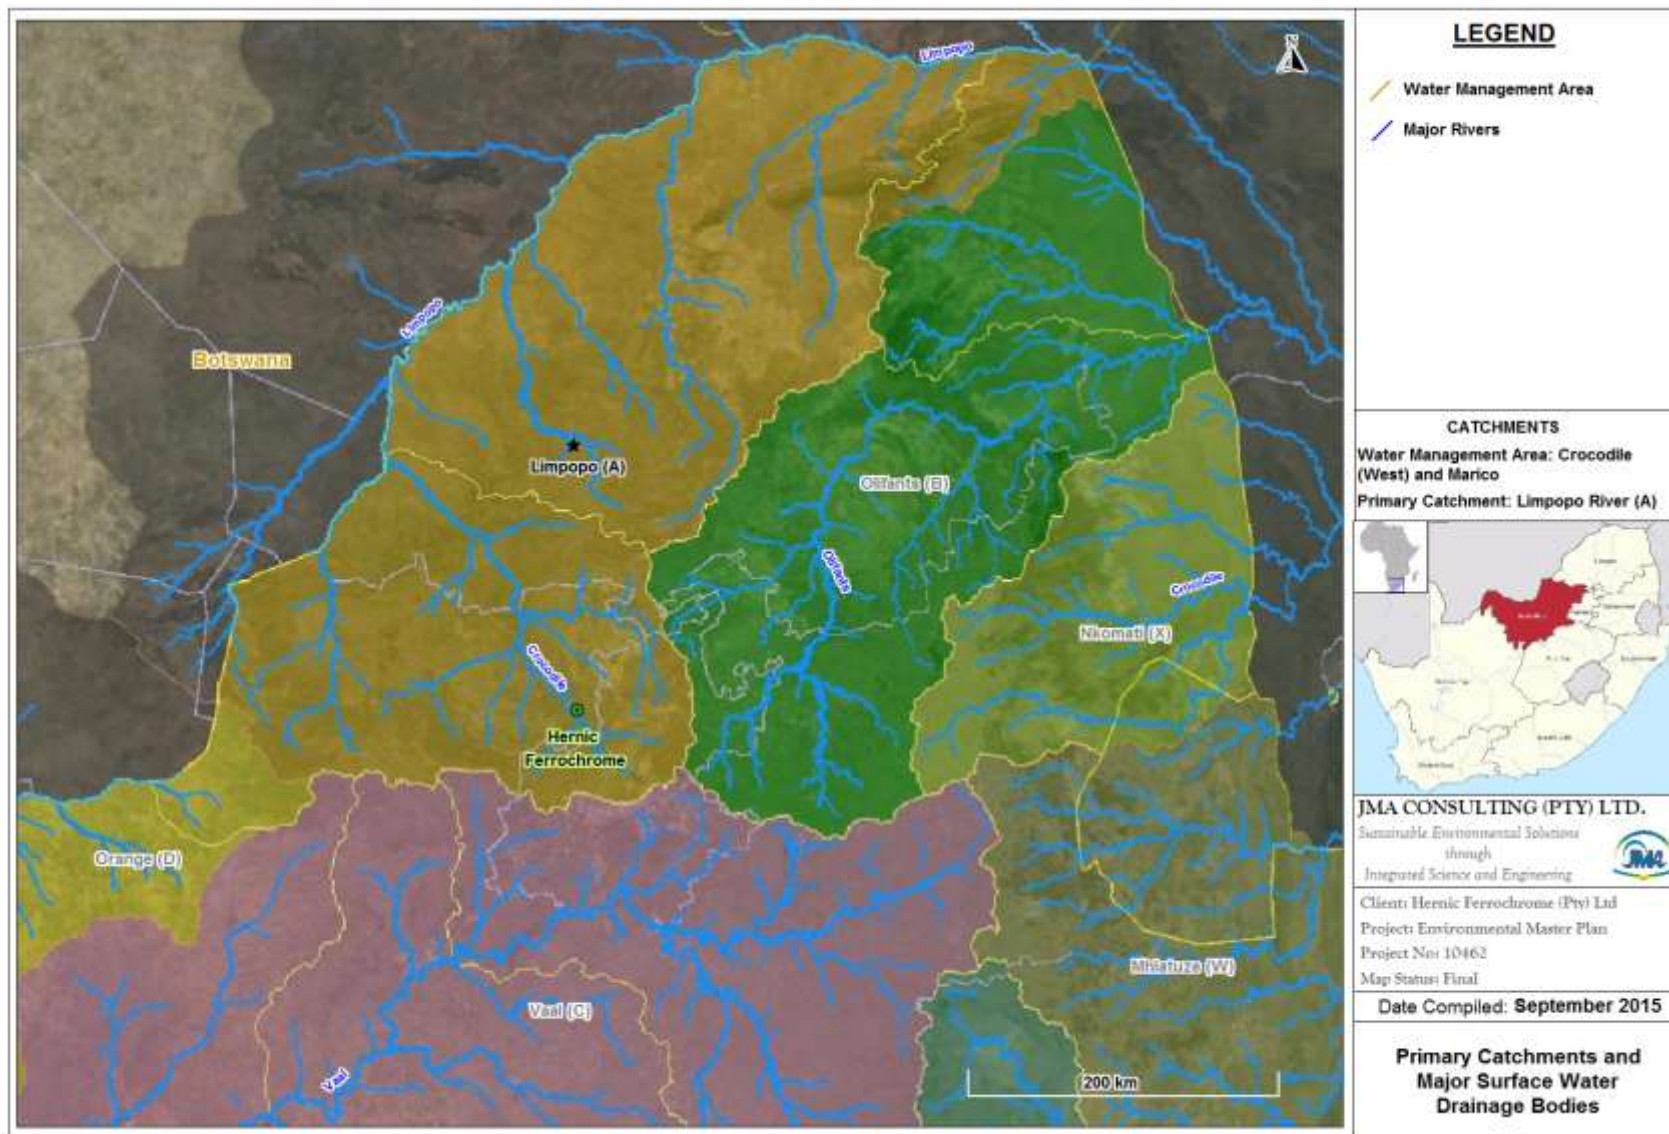 Limpopo
Limpopo
Botswana
Limpopo (A)
Olifants (B)
Olifants
Crocodile
Nkomati (X)
Crocodile
Hernic
Ferrochrome
Orange (D)
Mhlatuze (W)
Vaal (C)
Vaal
200 km
N
LEGEND
Water Management Area
Major Rivers
CATCHMENTS
Water Management Area: Crocodile
(West) and Marico
Primary Catchment: Limpopo River (A)
JMA CONSULTING (PTY) LTD.
Sustainable Environmental Solutions
through
Integrated Science and Engineering
JMA
Client: Hernic Ferrochrome (Pty) Ltd
Project: Environmental Master Plan
Project No: 10462
Map Status: Final
Date Compiled: September 2015
Primary Catchments and
Major Surface Water
Drainage Bodies